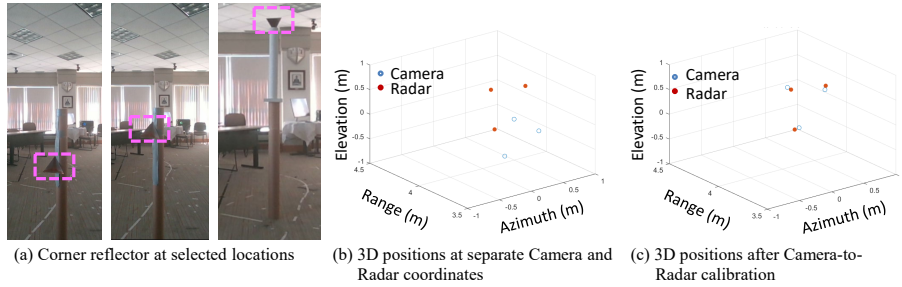 Camera
Radar
Elevation (m)
1
0.5
0
-0.5
-1
4.5
4
3.5
Range (m)
-1
-0.5
0
0.5
1
Azimuth (m)
Camera
Radar
Elevation (m)
1
0.5
0
-0.5
-1
4.5
4
3.5
Range (m)
-1
-0.5
0
0.5
Azimuth (m)
(a) Corner reflector at selected locations
(b) 3D positions at separate Camera and
Radar coordinates
(c) 3D positions after Camera-to-
Radar calibration